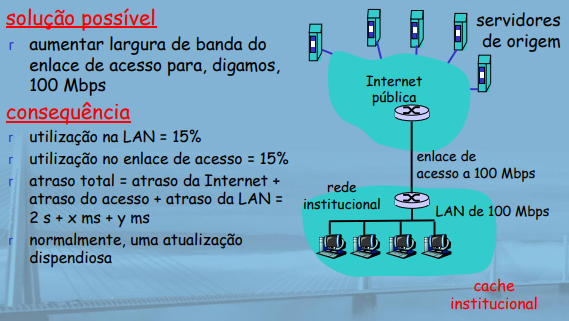 solução possível
r aumentar largura de banda do
enlace de acesso para, digamos,
100 Mbps
consequência
r utilização na LAN = 15%
r utilização no enlace de acesso = 15%
r atraso total = atraso da Internet +
atraso do acesso + atraso da LAN =
2 s + x ms + y ms
r normalmente, uma atualização
dispendiosa
servidores
de origem
Internet
pública
enlace de
acesso a 100 Mbps
rede
institucional
LAN de 100 Mbps
cache
institucional